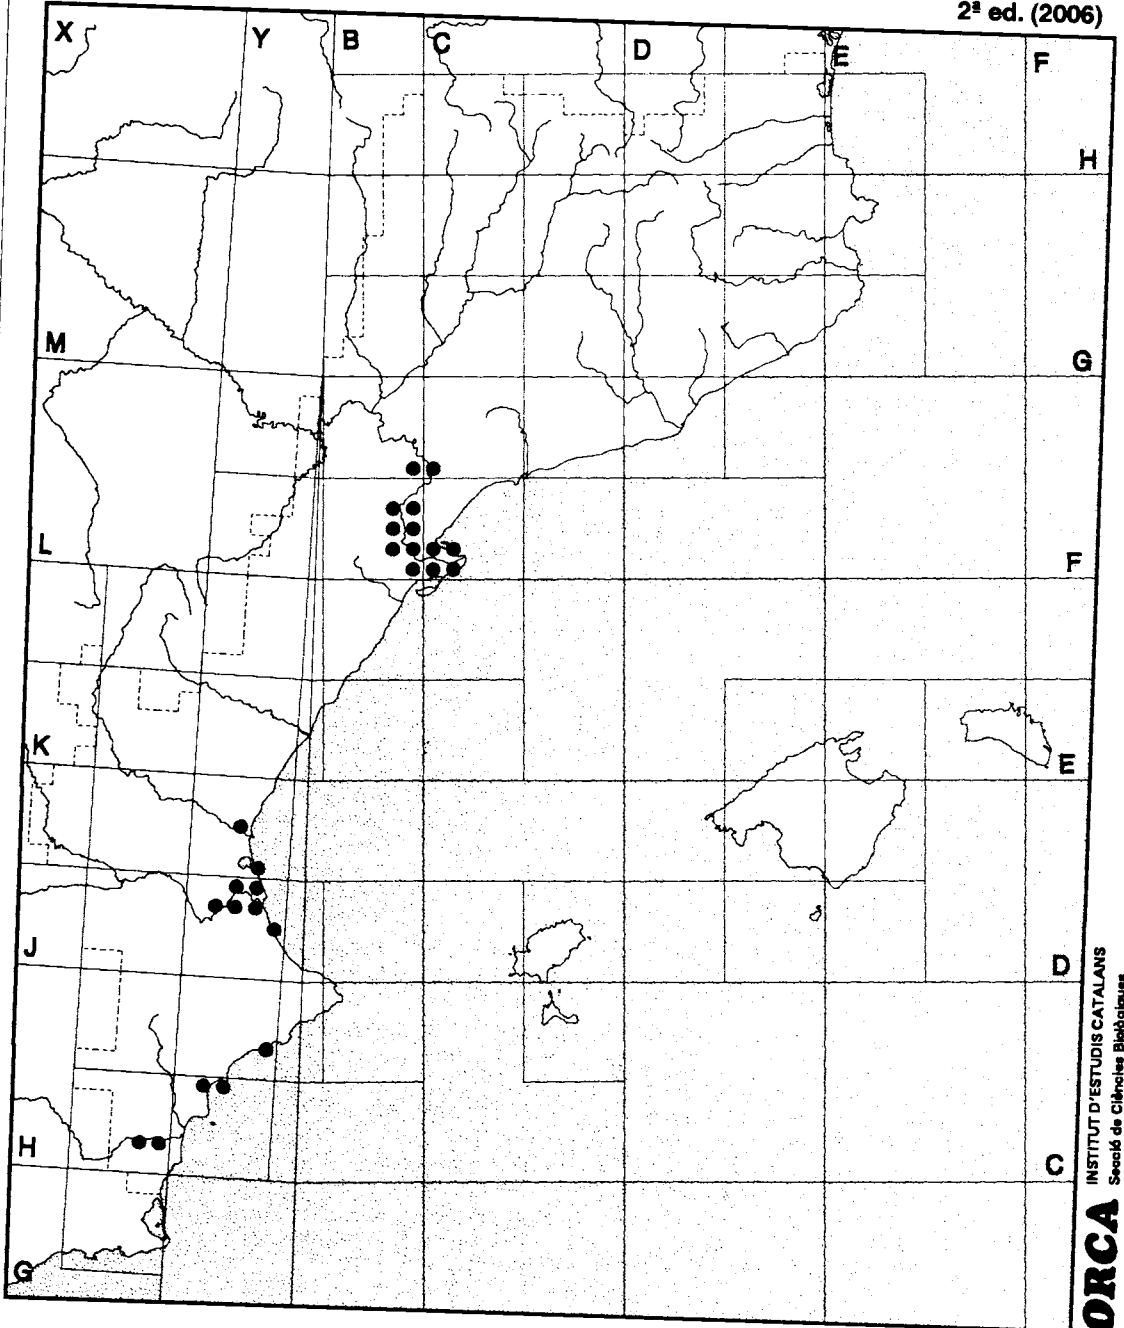 2ª ed. (2006)
X Y B C D E F
H
M G
L F
K E
J D
H C
G
INSTITUT D'ESTUDIS CATALANS
Secció de Ciències Biològiques
ORCA